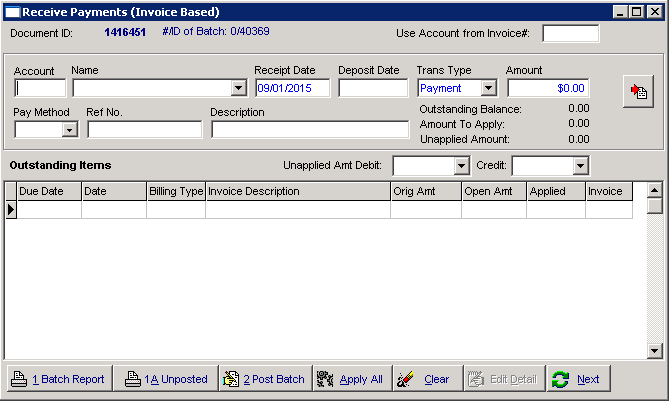 Receive Payments (Invoice Based)
Document ID: 1416451 #/ID of Batch: 0/40369 Use Account from Invoice#:
Account Name Receipt Date Deposit Date Trans Type Amount
09/01/2015 Payment $0.00
Outstanding Balance: 0.00
Pay Method Ref No. Description
Amount To Apply: 0.00
Unapplied Amount: 0.00
Outstanding Items Unapplied Amt Debit: Credit:
Due Date Date Billing Type Invoice Description Orig Amt Open Amt Applied Invoice
1 Batch Report 1A Unposted 2 Post Batch Apply All Clear Edit Detail Next